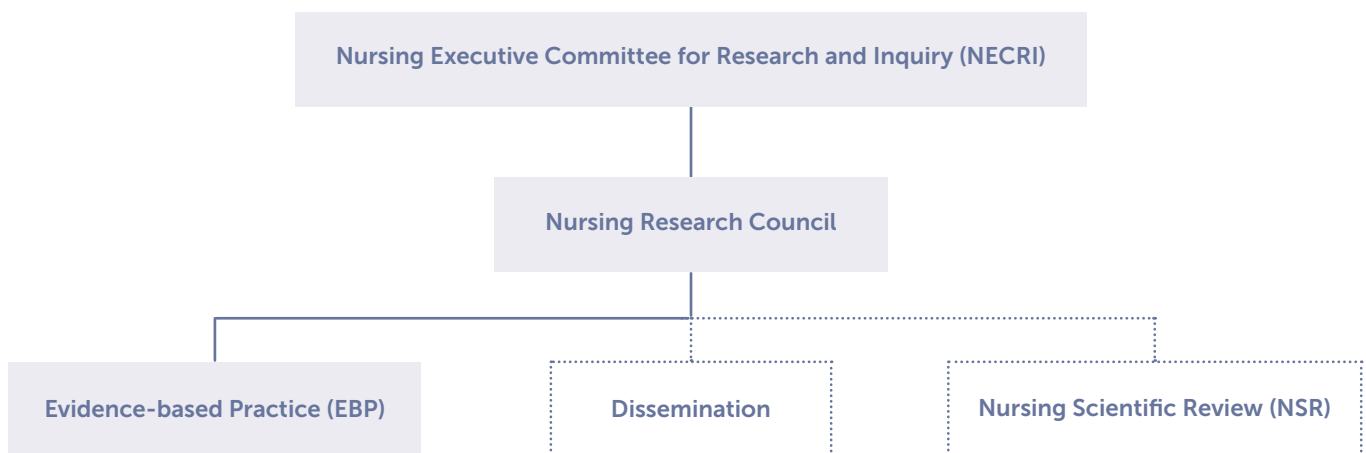 Nursing Executive Committee for Research and Inquiry (NECRI)
Nursing Research Council
Evidence-based Practice (EBP)
Dissemination
Nursing Scientific Review (NSR)